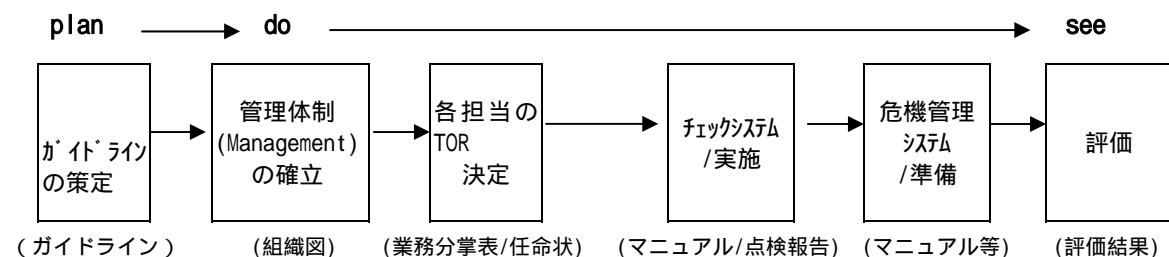 plan do see
ガイドライン
の策定
管理体制
(Management)
の確立
各担当の
TOR
決定
チェックシステム
/実施
危機管理
システム
/準備
評価
(ガイドライン) (組織図) (業務分掌表/任命状) (マニュアル/点検報告) (マニュアル等) (評価結果)